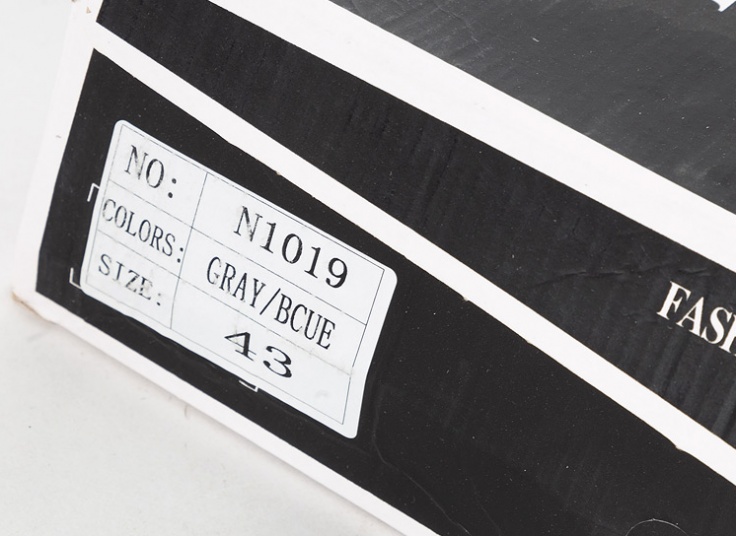 NO: N1019
COLORS: GRAY/BCUE
SIZE: 43
FASH